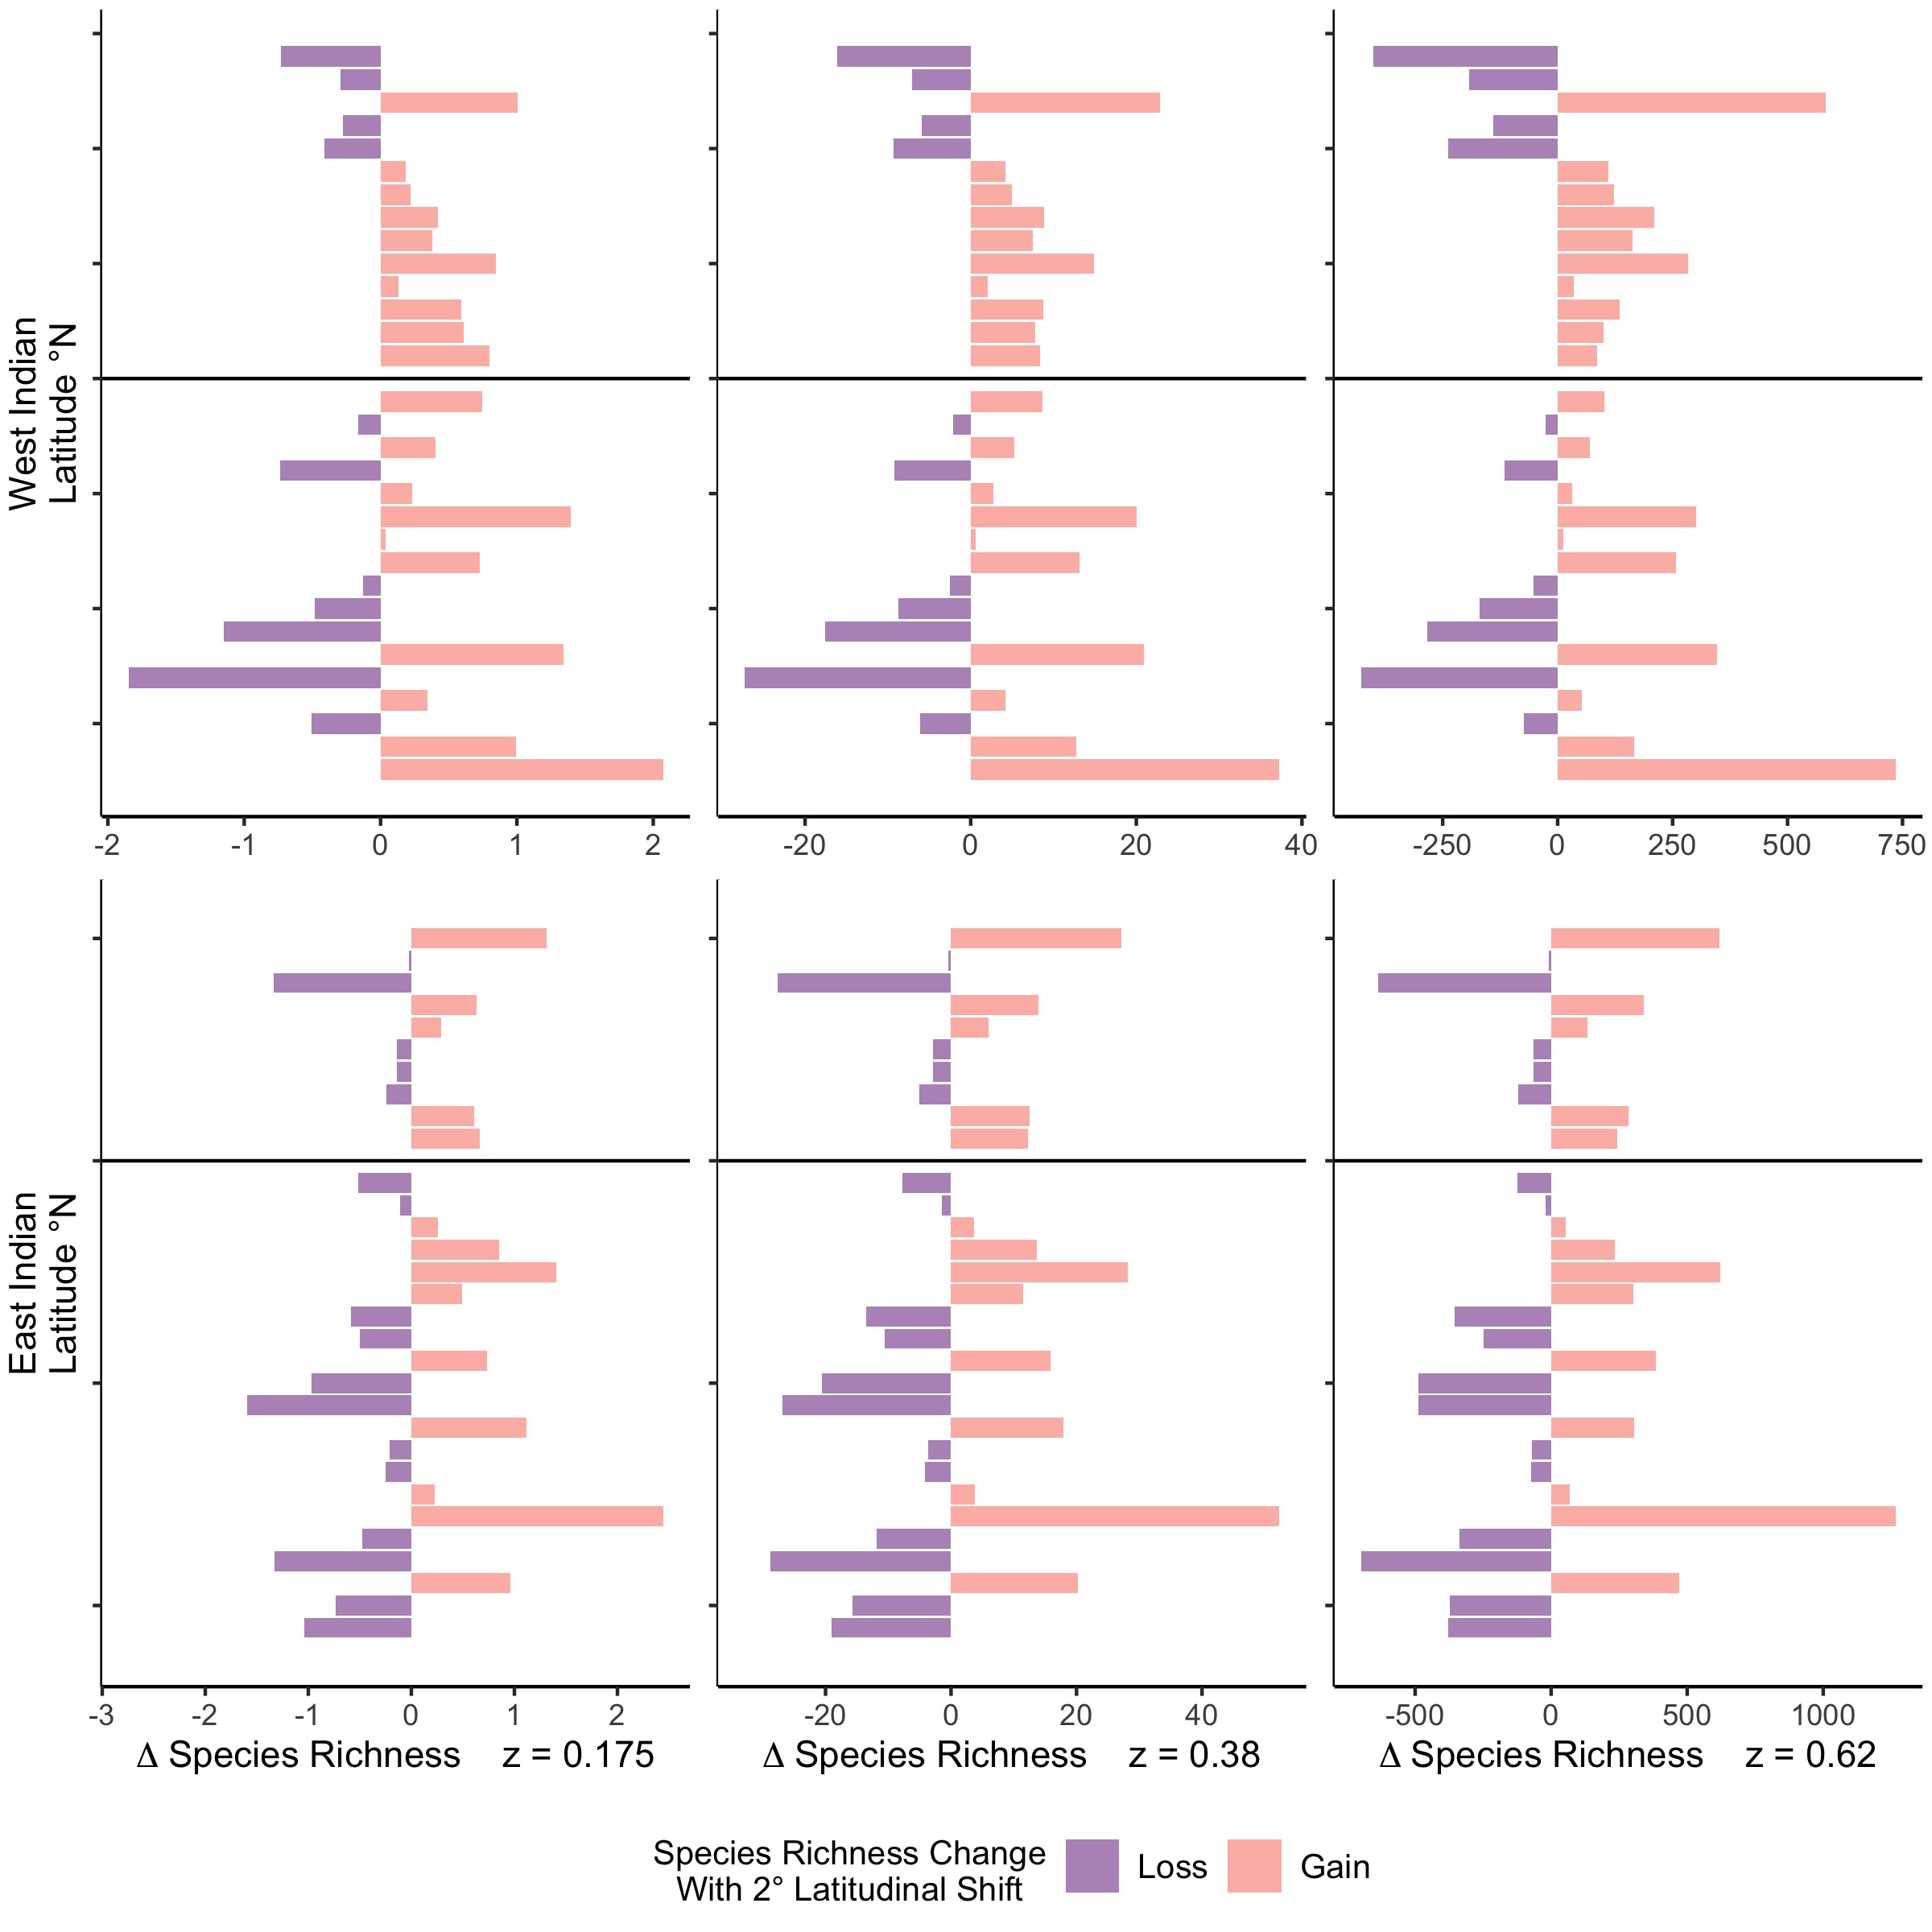 West Indian
Latitude °N
-2 -1 0 1 2
-20 0 20 40
-250 0 250 500 750
East Indian
Latitude °N
-3 -2 -1 0 1 2
-20 0 20 40
-500 0 500 1000
Δ Species Richness z = 0.175
Δ Species Richness z = 0.38
Δ Species Richness z = 0.62
Species Richness Change
With 2° Latitudinal Shift
Loss
Gain